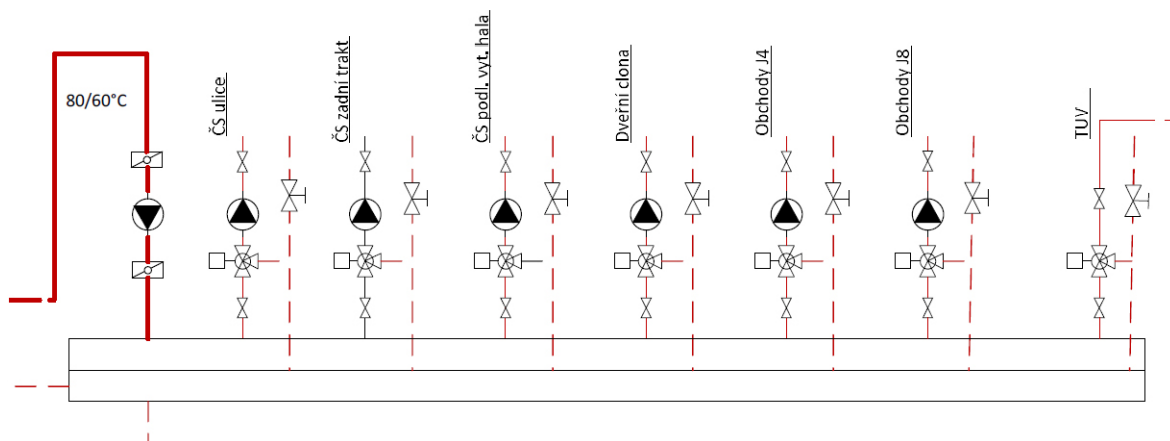 80/60°C
ČS ulice
ČS zadní trakt
ČS podl. vyt. hala
Dveřní clona
Obchody J4
Obchody J8
TUV